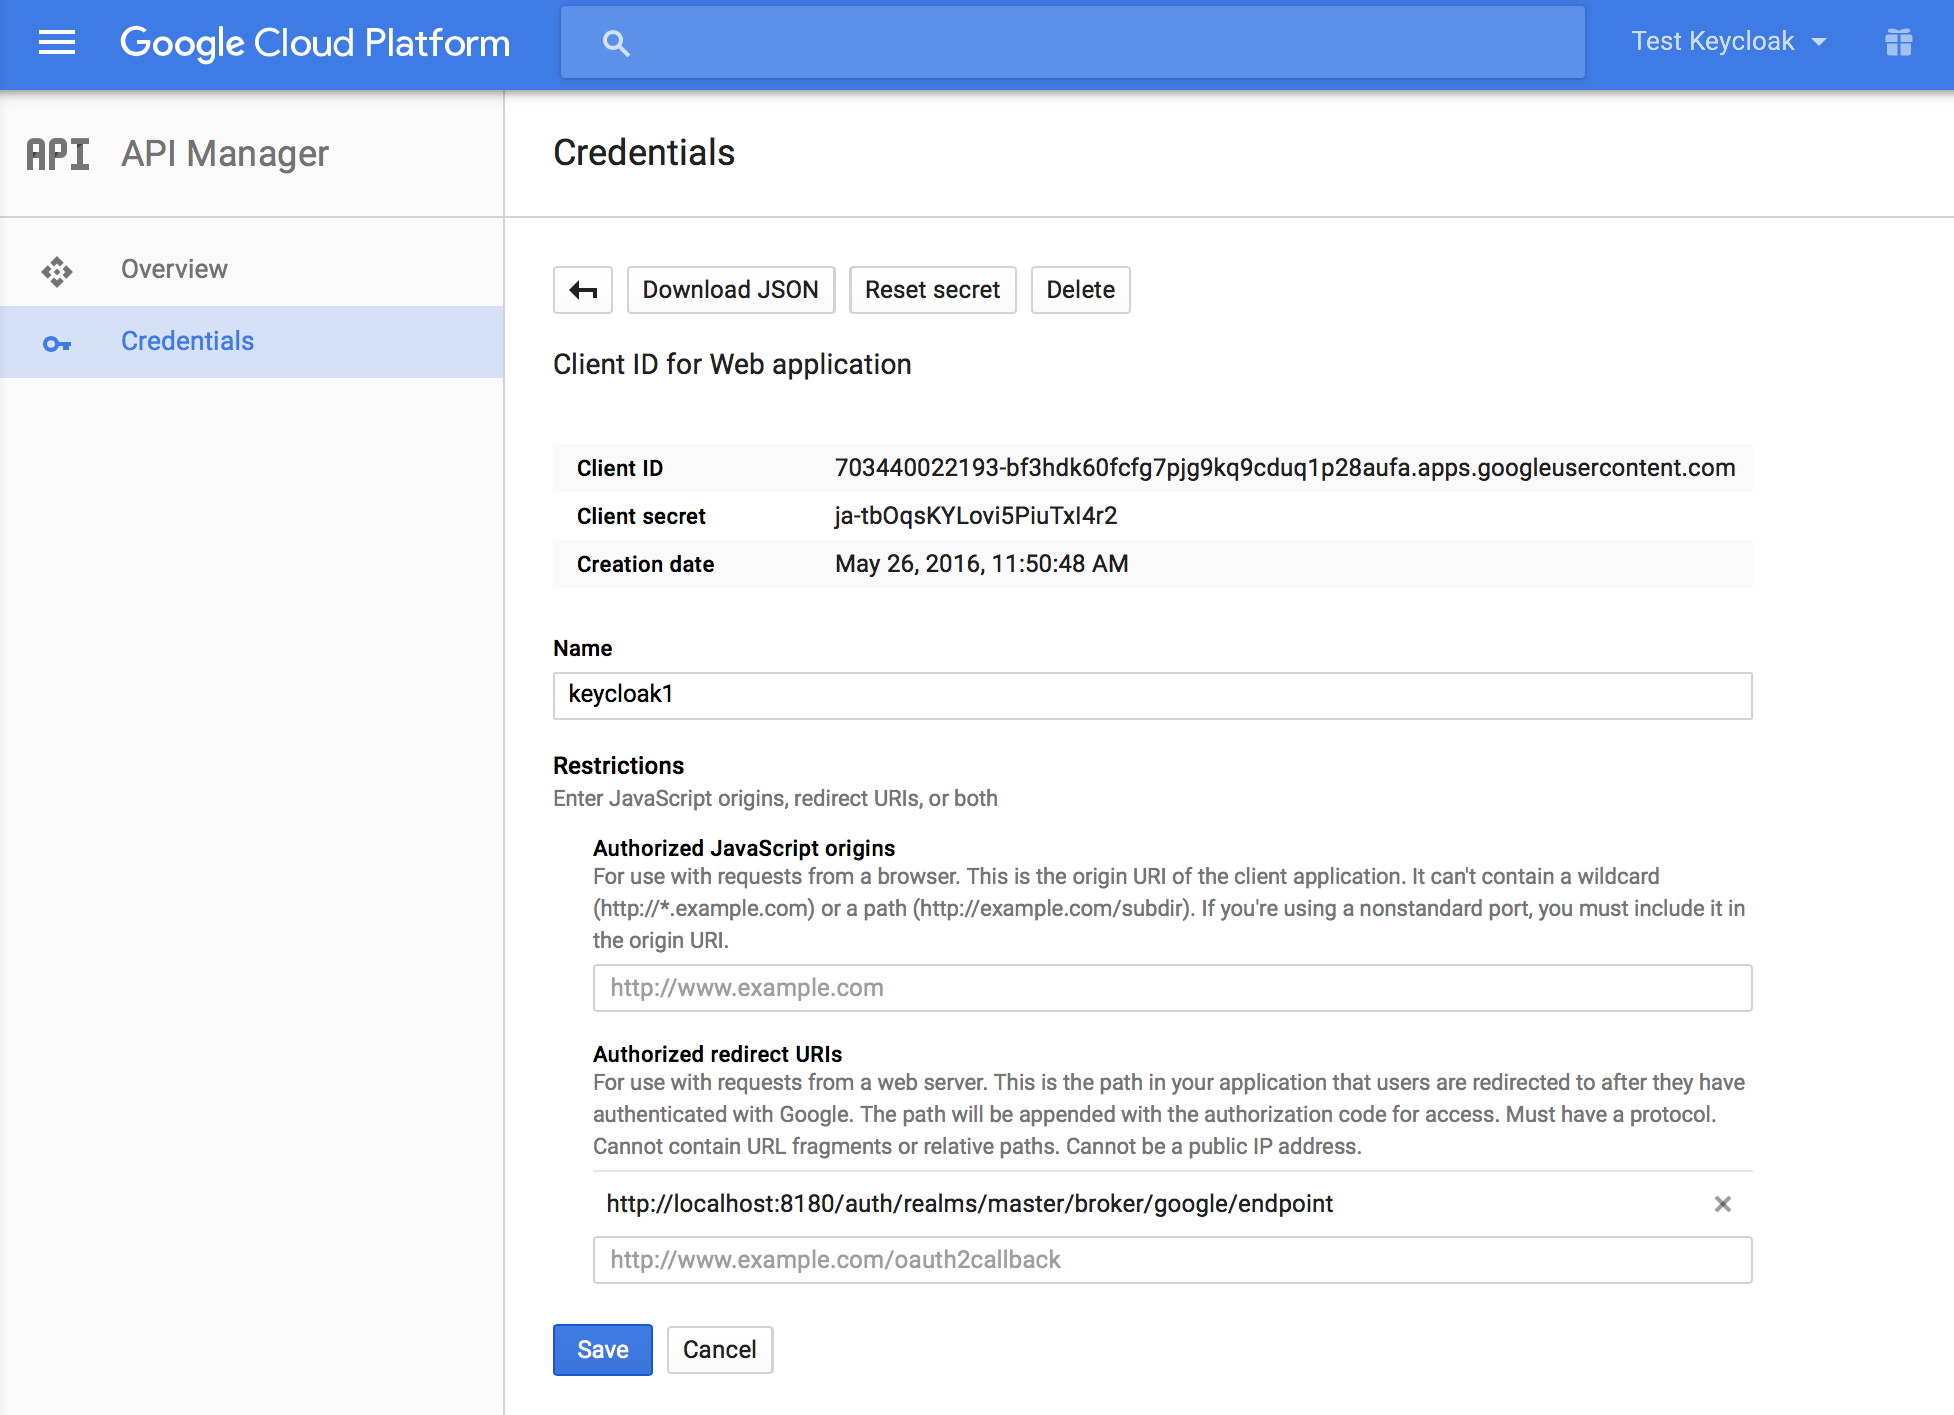 Google Cloud Platform
Test Keycloak
API API Manager
Credentials
Overview
Credentials
Download JSON Reset secret Delete
Client ID for Web application
Client ID 703440022193-bf3hdk60fcfg7pjg9kq9cduq1p28aufa.apps.googleusercontent.com
Client secret ja-tbOqsKYLovi5PiuTxI4r2
Creation date May 26, 2016, 11:50:48 AM
Name
keycloak1
Restrictions
Enter JavaScript origins, redirect URIs, or both
Authorized JavaScript origins
For use with requests from a browser. This is the origin URI of the client application. It can't contain a wildcard
(http://*.example.com) or a path (http://example.com/subdir). If you're using a nonstandard port, you must include it in
the origin URI.
http://www.example.com
Authorized redirect URIs
For use with requests from a web server. This is the path in your application that users are redirected to after they have
authenticated with Google. The path will be appended with the authorization code for access. Must have a protocol.
Cannot contain URL fragments or relative paths. Cannot be a public IP address.
http://localhost:8180/auth/realms/master/broker/google/endpoint
http://www.example.com/oauth2callback
Save Cancel